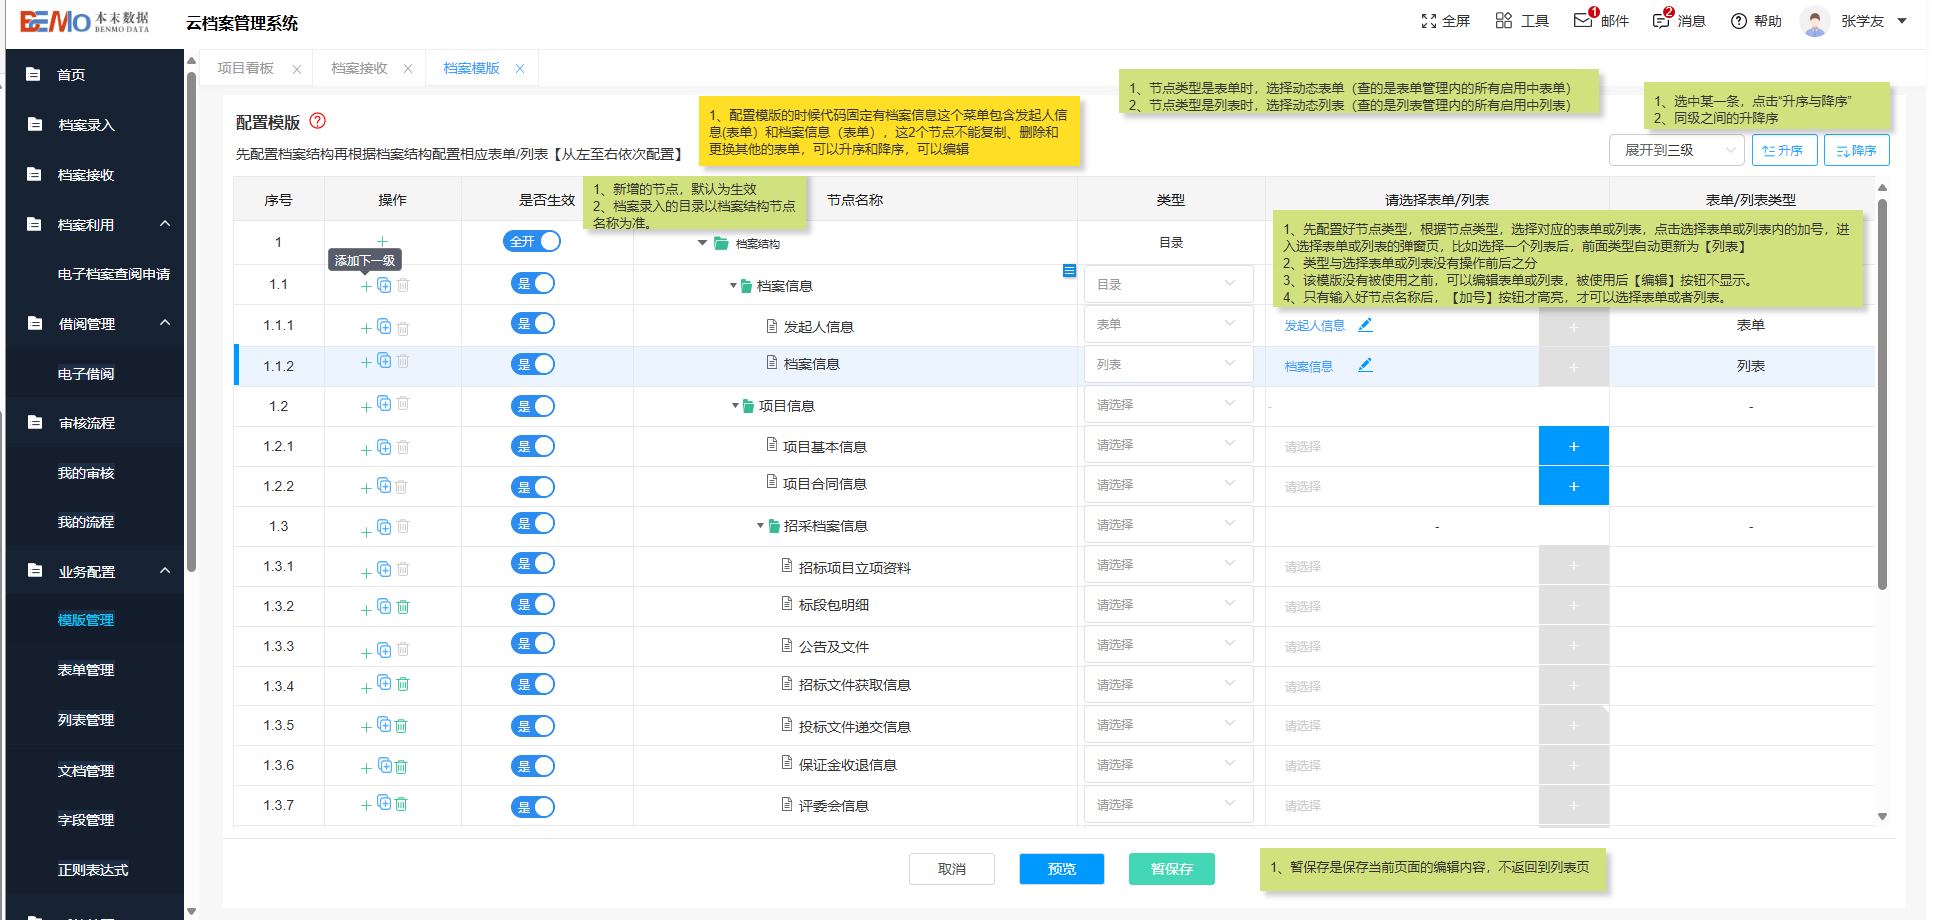 BEMO 本末数据
BENMO DATA
云档案管理系统
全屏
工具
1
邮件
2
消息
帮助
张学友
首页
档案录入
档案接收
档案利用
电子档案查阅申请
借阅管理
电子借阅
审核流程
我的审核
我的流程
业务配置
模版管理
表单管理
列表管理
文档管理
字段管理
正则表达式
项目看板 ×
档案接收 ×
档案模版 ×
配置模版
先配置档案结构再根据档案结构配置相应表单/列表【从左至右依次配置】
1、配置模版的时候代码固定有档案信息这个菜单包含发起人信
息(表单）和档案信息（表单），这2个节点不能复制、删除和
更换其他的表单，可以升序和降序，可以编辑
1、节点类型是表单时，选择动态表单（查的是表单管理内的所有启用中表单）
2、节点类型是列表时，选择动态列表（查的是列表管理内的所有启用中列表）
1、选中某一条，点击“升序与降序”
2、同级之间的升降序
展开到三级
升序
降序
序号 操作 是否生效 节点名称 类型 请选择表单/列表 表单/列表类型
1、新增的节点，默认为生效
2、档案录入的目录以档案结构节点
名称为准。
1、先配置好节点类型，根据节点类型，选择对应的表单或列表，点击选择表单或列表内的加号，进
入选择表单或列表的弹窗页，比如选择一个列表后，前面类型自动更新为【列表】
2、类型与选择表单或列表没有操作前后之分
3、该模版没有被使用之前，可以编辑表单或列表，被使用后【编辑】按钮不显示。
4、只有输入好节点名称后，【加号】按钮才高亮，才可以选择表单或者列表。
1 + 全开 档案结构 目录
添加下一级
1.1 + 是 档案信息 目录
1.1.1 + 是 发起人信息 表单 发起人信息 + 表单
1.1.2 + 是 档案信息 列表 档案信息 + 列表
1.2 + 是 项目信息 请选择 - -
1.2.1 + 是 项目基本信息 请选择 请选择 +
1.2.2 + 是 项目合同信息 请选择 请选择 +
1.3 + 是 招采档案信息 请选择 - -
1.3.1 + 是 招标项目立项资料 请选择 请选择 +
1.3.2 + 是 标段包明细 请选择 请选择 +
1.3.3 + 是 公告及文件 请选择 请选择 +
1.3.4 + 是 招标文件获取信息 请选择 请选择 +
1.3.5 + 是 投标文件递交信息 请选择 请选择 +
1.3.6 + 是 保证金收退信息 请选择 请选择 +
1.3.7 + 是 评委会信息 请选择 请选择 +
取消
预览
暂保存
1、暂保存是保存当前页面的编辑内容，不返回到列表页